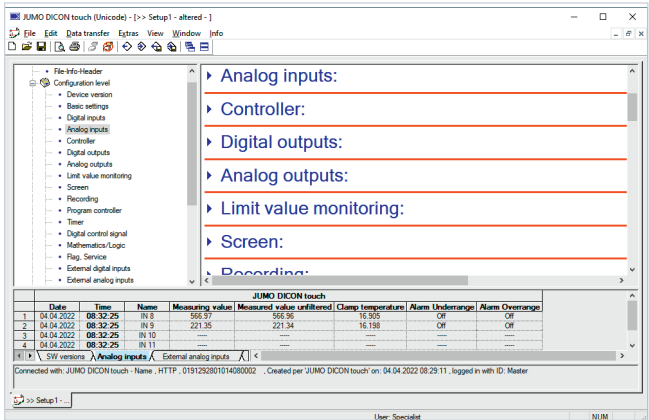 JUMO DICON touch (Unicode) - [>> Setup1 - altered - ]
File Edit Data transfer Extras View Window Info
File-Info-Header
Configuration level
Device version
Basic settings
Digital inputs
Analog inputs
Controller
Digital outputs
Analog outputs
Limit value monitoring
Screen
Recording
Program controller
Timer
Digital control signal
Mathematics/Logic
Flag, Service
External digital inputs
External analog inputs
Analog inputs:
Controller:
Digital outputs:
Analog outputs:
Limit value monitoring:
Screen:
Recording:
JUMO DICON touch
Date Time Name Measuring value Measured value unfiltered Clamp temperature Alarm Underrange Alarm Overrange
1 04.04.2022 08:32:25 IN 8 566.97 566.96 16.905 Off Off
2 04.04.2022 08:32:25 IN 9 221.35 221.34 16.198 Off Off
3 04.04.2022 08:32:25 IN 10 ----- ----- ----- ----- -----
4 04.04.2022 08:32:25 IN 11 ----- ----- ----- ----- -----
SW versions Analog inputs External analog inputs
Connected with: JUMO DICON touch - Name , HTTP , 0191292801014080002 , Created per 'JUMO DICON touch' on: 04.04.2022 08:29:11 , logged in with ID: Master
>> Setup1 - ...
User: Specialist NUM